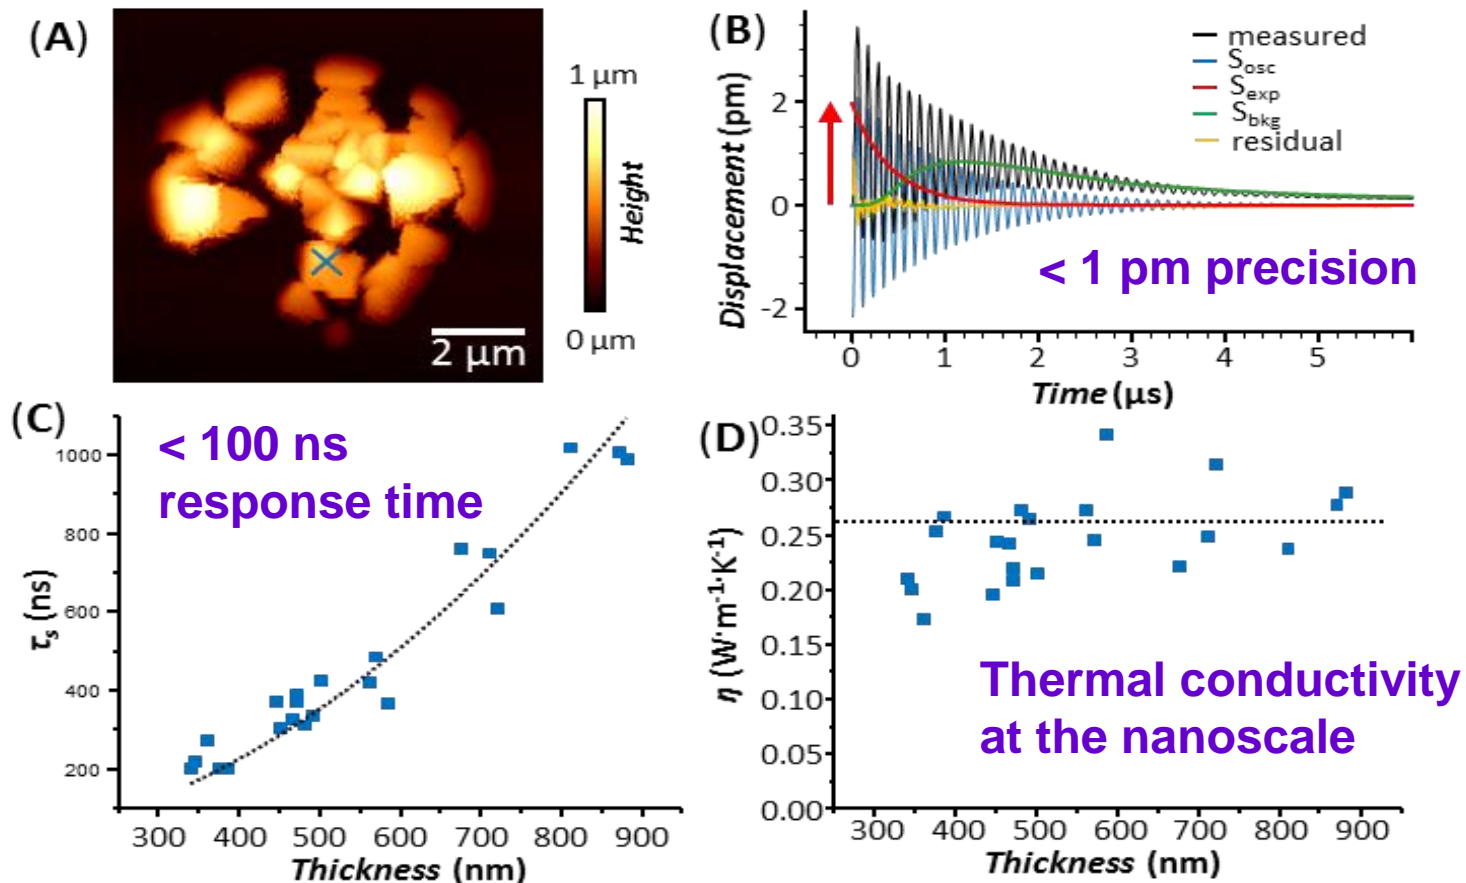 (A)
1 μm
Height
0 μm
2 μm
(B)
Displacement (pm)
2
0
-2
measured
Sosc
Sexp
Sbkg
residual
< 1 pm precision
0 1 2 3 4 5
Time (μs)
(C)
< 100 ns
response time
τs (ns)
1000
800
600
400
200
300 400 500 600 700 800 900
Thickness (nm)
(D)
η (W·m-1·K-1)
0.35
0.30
0.25
0.20
0.15
0.10
0.05
0.00
Thermal conductivity
at the nanoscale
300 400 500 600 700 800 900
Thickness (nm)